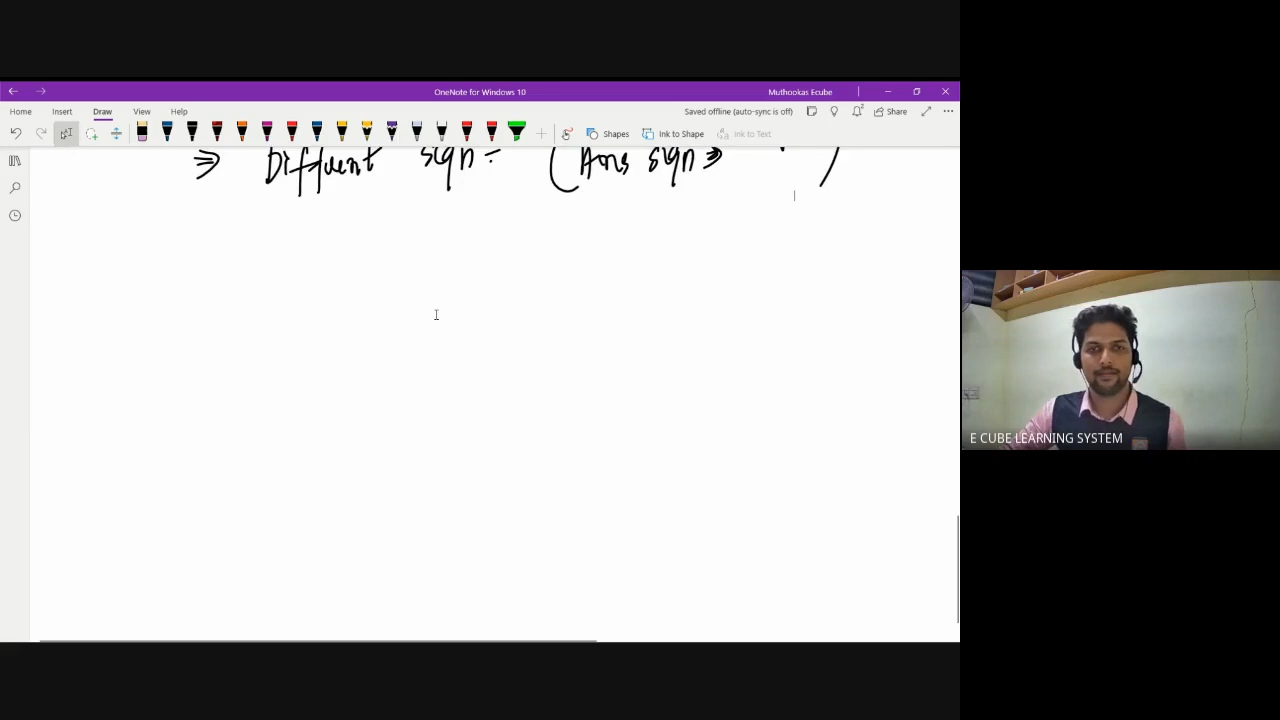 OneNote for Windows 10
Muthookas Ecube
Home Insert Draw View Help
Saved offline (auto-sync is off)
Share
Shapes Ink to Shape Ink to Text
⇒ Diffluent sign ÷ (Ans sign ⇒ )
E CUBE LEARNING SYSTEM